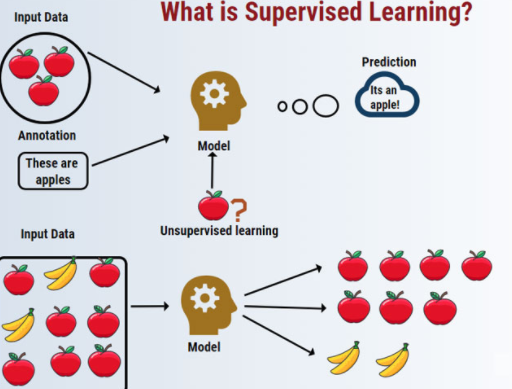 What is Supervised Learning?
Input Data
Annotation
These are
apples
Model
Prediction
Its an
apple!
?
Unsupervised learning
Input Data
Model